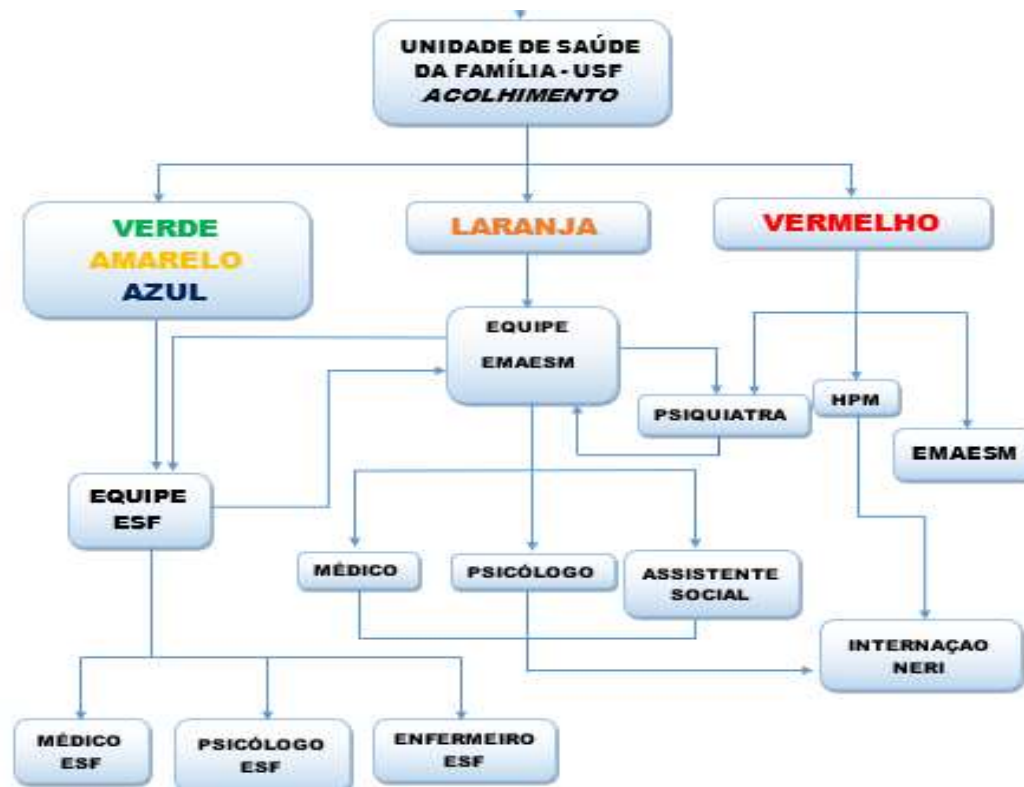 UNIDADE DE SAÚDE
DA FAMÍLIA - USF
ACOLHIMENTO
VERDE
AMARELO
AZUL
LARANJA
VERMELHO
EQUIPE
EMAESM
PSIQUIATRA
HPM
EMAESM
EQUIPE
ESF
MÉDICO
PSICÓLOGO
ASSISTENTE
SOCIAL
INTERNAÇAO
NERI
MÉDICO
ESF
PSICÓLOGO
ESF
ENFERMEIRO
ESF